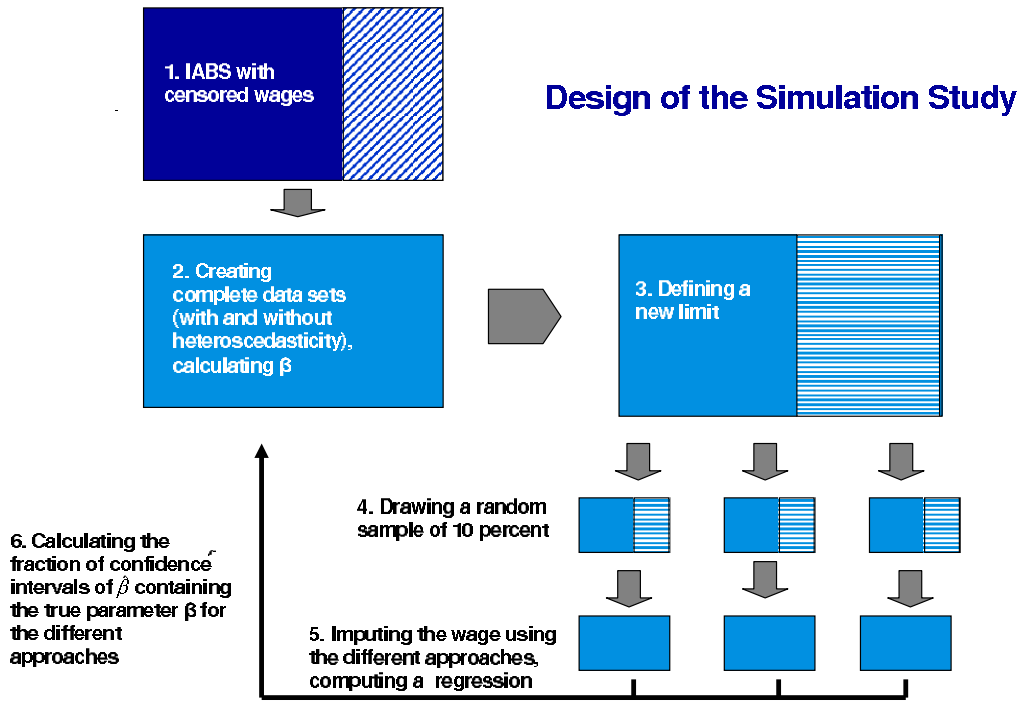 1. IABS with
censored wages
Design of the Simulation Study
2. Creating
complete data sets
(with and without
heteroscedasticity),
calculating β
3. Defining a
new limit
4. Drawing a random
sample of 10 percent
5. Imputing the wage using
the different approaches,
computing a regression
6. Calculating the
fraction of confidence
intervals of β̂ containing
the true parameter β for
the different
approaches